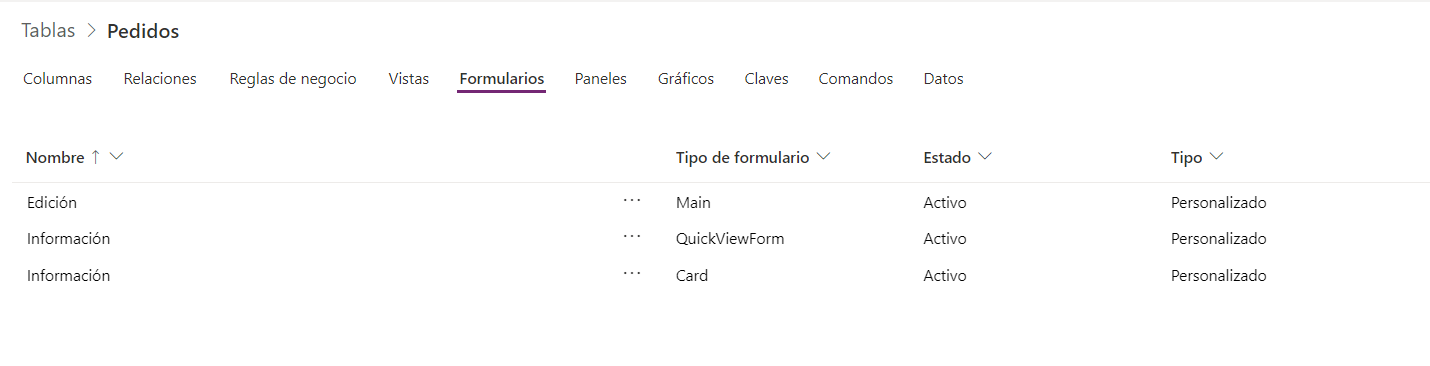 Tablas > Pedidos
Columnas Relaciones Reglas de negocio Vistas Formularios Paneles Gráficos Claves Comandos Datos
Nombre ↑ Tipo de formulario Estado Tipo
Edición ... Main Activo Personalizado
Información ... QuickViewForm Activo Personalizado
Información ... Card Activo Personalizado